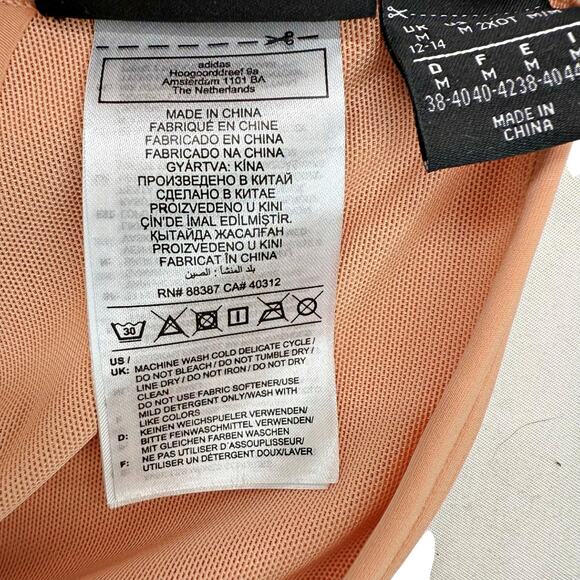 adidas
Hoogoorddreef 9a
Amsterdam 1101 BA
The Netherlands
MADE IN CHINA
FABRIQUÉ EN CHINE
FABRICADO EN CHINA
FABRICADO NA CHINA
GYÁRTVA: KÍNA
ПРОИЗВЕДЕНО В КИТАЙ
СДЕЛАНО В КИТАЕ
PROIZVEDENO U KINI
ÇİN'DE İMAL EDİLMİŞTİR.
ҚЫТАЙДА ЖАСАЛҒАН
PROIZVEDENO U KINI
FABRICAT ÎN CHINA
بلد المنشأ: الصين
RN# 88387 CA# 40312
30
US /
UK: MACHINE WASH COLD DELICATE CYCLE/
DO NOT BLEACH/ DO NOT TUMBLE DRY/
LINE DRY/ DO NOT IRON/ DO NOT DRY
CLEAN
DO NOT USE FABRIC SOFTENER/USE
MILD DETERGENT ONLY/WASH WITH
LIKE COLORS
D: KEINEN WEICHSPUELER VERWENDEN/
BITTE FEINWASCHMITTEL VERWENDEN/
MIT GLEICHEN FARBEN WASCHEN
F: NE PAS UTILISER D'ASSOUPLISSEUR/
UTILISER UN DÉTERGENT DOUX/LAVER
UK
M M 2XOT M/M
12-14
D F E I
M M M M
38-40 40-42 38-40 44
MADE IN
CHINA